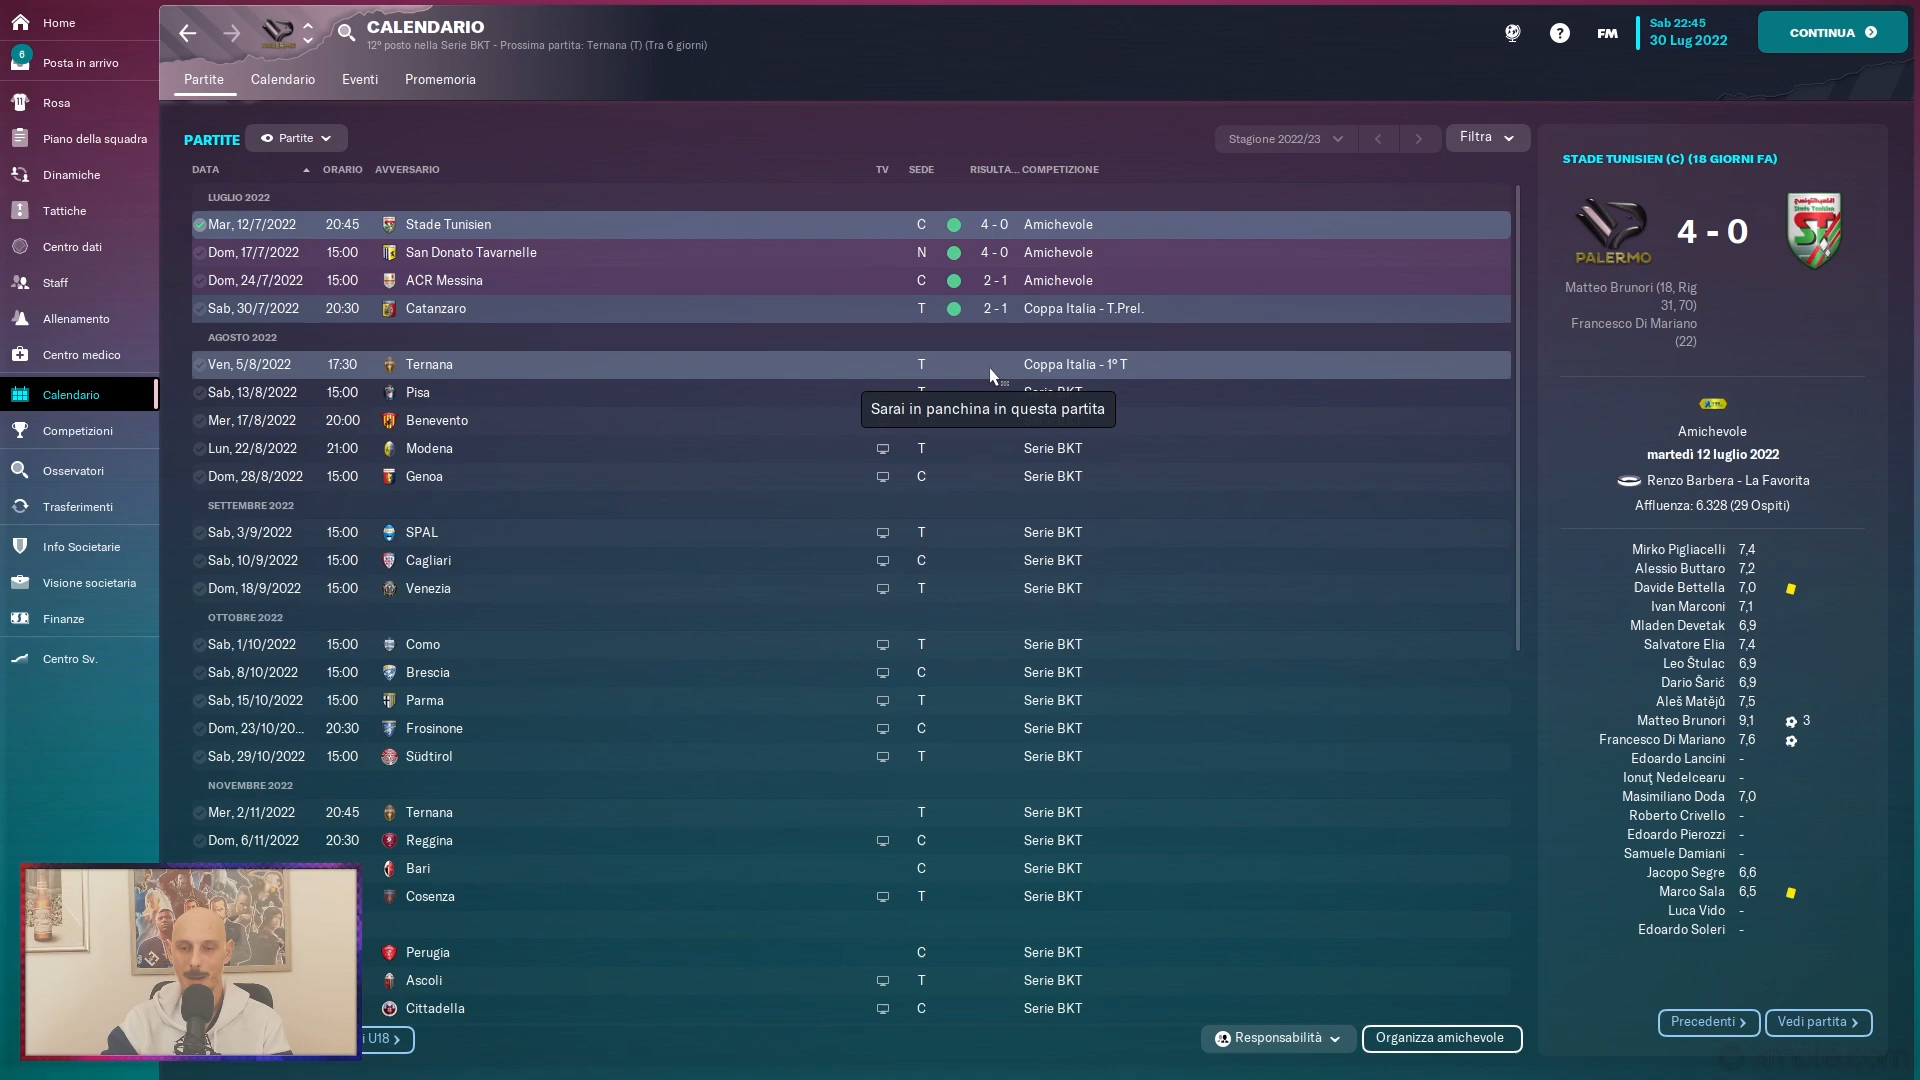 Home
6
Posta in arrivo
Rosa
Piano della squadra
Dinamiche
Tattiche
Centro dati
Staff
Allenamento
Centro medico
Calendario
Competizioni
Osservatori
Trasferimenti
Info Societarie
Visione societaria
Finanze
Centro Sv.
PALERMO
CALENDARIO
12° posto nella Serie BKT - Prossima partita: Ternana (T) (Tra 6 giorni)
Partite Calendario Eventi Promemoria
? FM
Sab 22:45
30 Lug 2022
CONTINUA
PARTITE Partite
Stagione 2022/23 Filtra
DATA ORARIO AVVERSARIO TV SEDE RISULTA... COMPETIZIONE
LUGLIO 2022
Mar, 12/7/2022 20:45 Stade Tunisien C 4 - 0 Amichevole
Dom, 17/7/2022 15:00 San Donato Tavarnelle N 4 - 0 Amichevole
Dom, 24/7/2022 15:00 ACR Messina C 2 - 1 Amichevole
Sab, 30/7/2022 20:30 Catanzaro T 2 - 1 Coppa Italia - T.Prel.
AGOSTO 2022
Ven, 5/8/2022 17:30 Ternana T Coppa Italia - 1° T
Sab, 13/8/2022 15:00 Pisa T Serie BKT
Sarai in panchina in questa partita
Mer, 17/8/2022 20:00 Benevento
Lun, 22/8/2022 21:00 Modena T Serie BKT
Dom, 28/8/2022 15:00 Genoa C Serie BKT
SETTEMBRE 2022
Sab, 3/9/2022 15:00 SPAL T Serie BKT
Sab, 10/9/2022 15:00 Cagliari C Serie BKT
Dom, 18/9/2022 15:00 Venezia T Serie BKT
OTTOBRE 2022
Sab, 1/10/2022 15:00 Como T Serie BKT
Sab, 8/10/2022 15:00 Brescia C Serie BKT
Sab, 15/10/2022 15:00 Parma T Serie BKT
Dom, 23/10/20... 20:30 Frosinone C Serie BKT
Sab, 29/10/2022 15:00 Südtirol T Serie BKT
NOVEMBRE 2022
Mer, 2/11/2022 20:45 Ternana T Serie BKT
Dom, 6/11/2022 20:30 Reggina C Serie BKT
Bari C Serie BKT
Cosenza T Serie BKT
Perugia C Serie BKT
Ascoli T Serie BKT
Cittadella C Serie BKT
i U18
Responsabilità Organizza amichevole
STADE TUNISIEN (C) (18 GIORNI FA)
PALERMO 4 - 0 Stade Tunisien ST
Matteo Brunori (18, Rig
31, 70)
Francesco Di Mariano
(22)
Amichevole
martedì 12 luglio 2022
Renzo Barbera - La Favorita
Affluenza: 6.328 (29 Ospiti)
Mirko Pigliacelli 7,4
Alessio Buttaro 7,2
Davide Bettella 7,0
Ivan Marconi 7,1
Mladen Devetak 6,9
Salvatore Elia 7,4
Leo Štulac 6,9
Dario Šarić 6,9
Aleš Matějů 7,5
Matteo Brunori 9,1 3
Francesco Di Mariano 7,6
Edoardo Lancini -
Ionuț Nedelcearu -
Masimiliano Doda 7,0
Roberto Crivello -
Edoardo Pierozzi -
Samuele Damiani -
Jacopo Segre 6,6
Marco Sala 6,5
Luca Vido -
Edoardo Soleri -
Precedenti Vedi partita